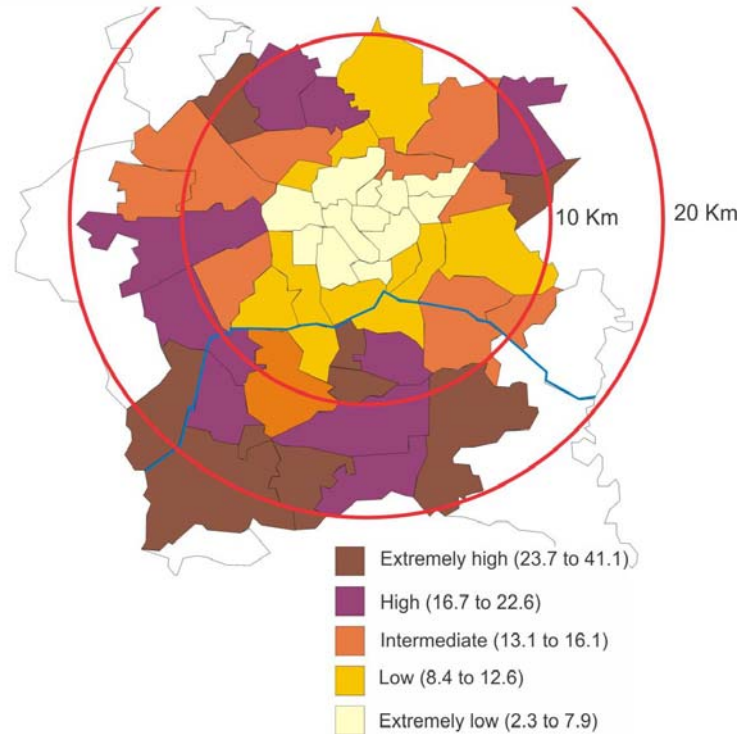 10 Km
20 Km
Extremely high (23.7 to 41.1)
High (16.7 to 22.6)
Intermediate (13.1 to 16.1)
Low (8.4 to 12.6)
Extremely low (2.3 to 7.9)